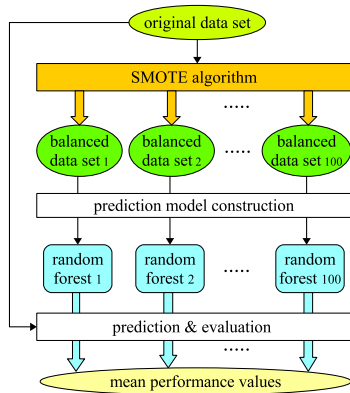 original data set
SMOTE algorithm
.....
balanced
data set 1
balanced
data set 2
.....
balanced
data set 100
prediction model construction
random
forest 1
random
forest 2
.....
random
forest 100
prediction & evaluation
.....
mean performance values